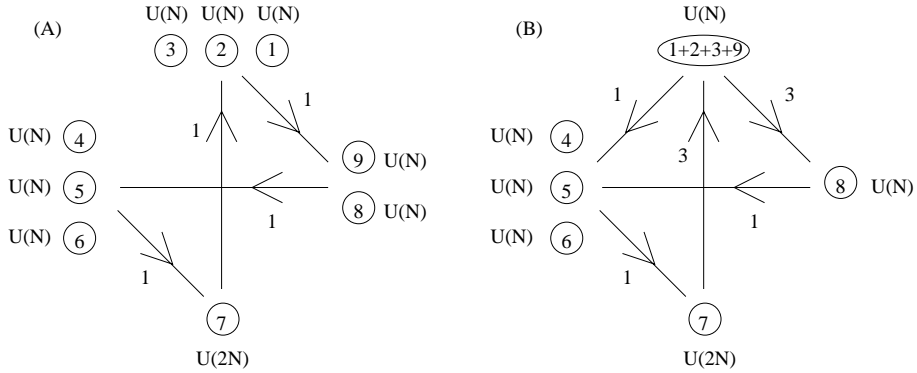 (A)
U(N) U(N) U(N)
3 2 1
1
1
U(N) 4
9 U(N)
U(N) 5
8 U(N)
1
U(N) 6
1
7
U(2N)
(B)
U(N)
1+2+3+9
1
3
U(N) 4
3
U(N) 5
8 U(N)
1
U(N) 6
1
7
U(2N)